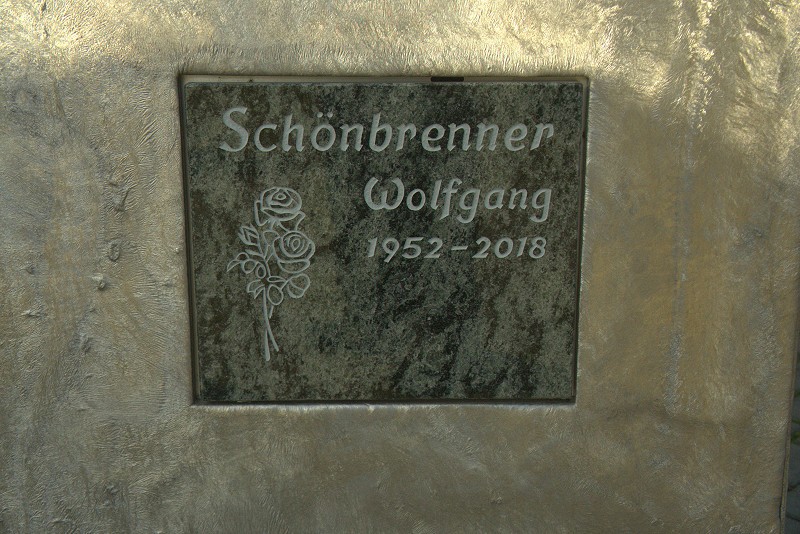 Schönbrenner
Wolfgang
1952 – 2018